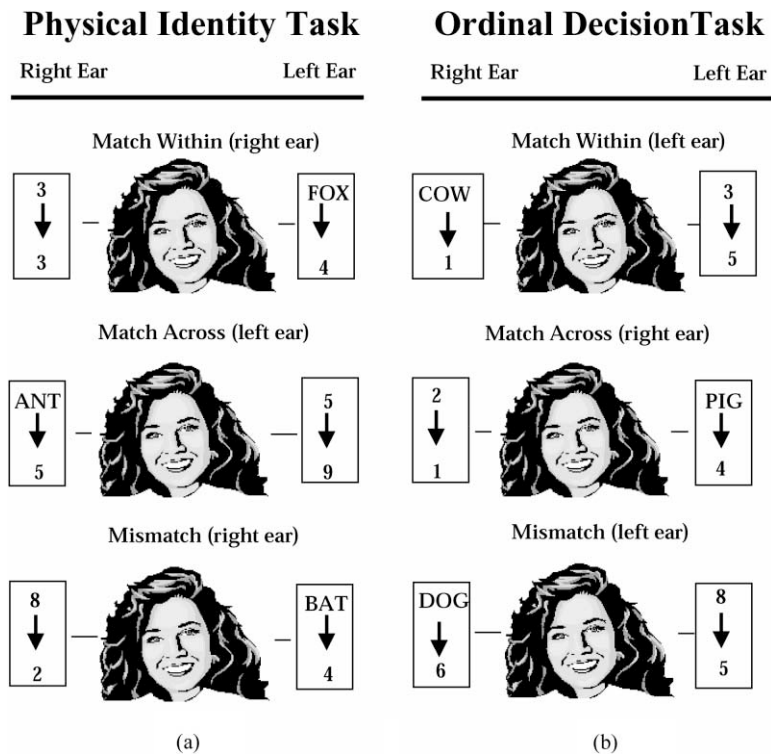 Physical Identity Task
Right Ear Left Ear
Match Within (right ear)
3 FOX
3 4
Match Across (left ear)
ANT 5
5 9
Mismatch (right ear)
8 BAT
2 4
(a)
Ordinal DecisionTask
Right Ear Left Ear
Match Within (left ear)
COW 3
1 5
Match Across (right ear)
2 PIG
1 4
Mismatch (left ear)
DOG 8
6 5
(b)